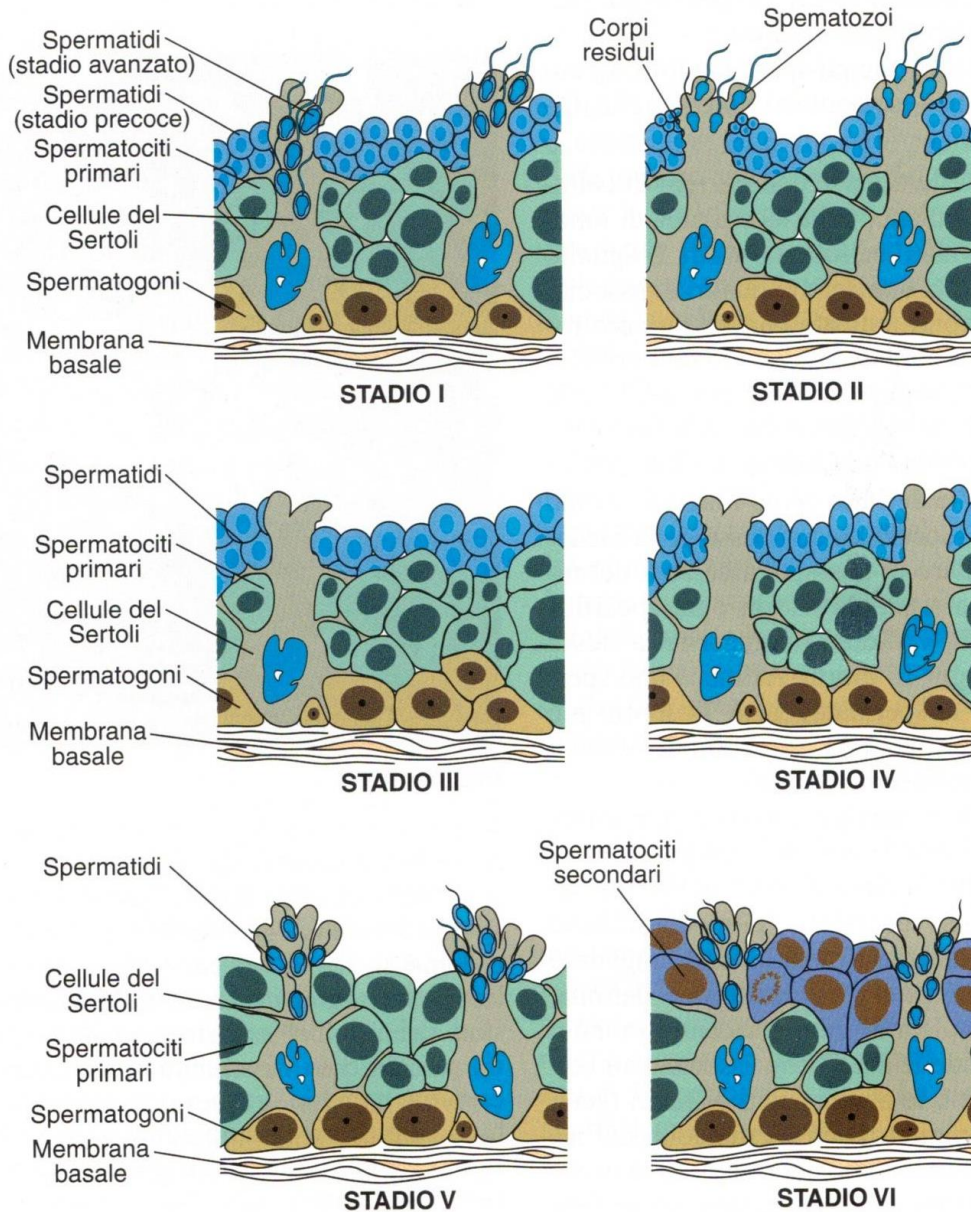 Spermatidi
(stadio avanzato)
Spermatidi
(stadio precoce)
Spermatociti
primari
Cellule del
Sertoli
Spermatogoni
Membrana
basale
STADIO I
Corpi
residui
Spematozoi
STADIO II
Spermatidi
Spermatociti
primari
Cellule del
Sertoli
Spermatogoni
Membrana
basale
STADIO III
STADIO IV
Spermatidi
Cellule del
Sertoli
Spermatociti
primari
Spermatogoni
Membrana
basale
STADIO V
Spermatociti
secondari
STADIO VI